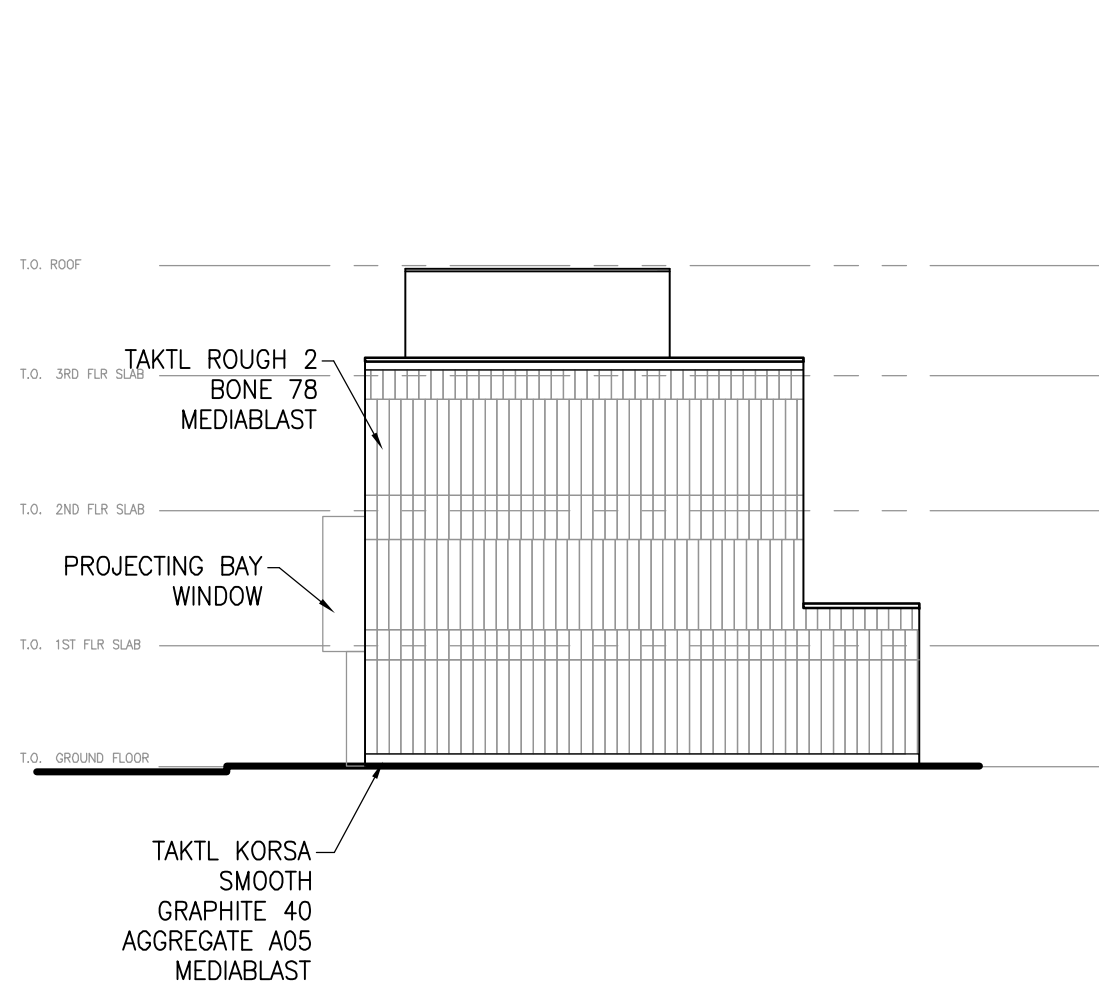 T.O. ROOF
TAKTL ROUGH 2
BONE 78
MEDIABLAST
T.O. 3RD FLR SLAB
T.O. 2ND FLR SLAB
PROJECTING BAY
WINDOW
T.O. 1ST FLR SLAB
T.O. GROUND FLOOR
TAKTL KORSA
SMOOTH
GRAPHITE 40
AGGREGATE A05
MEDIABLAST